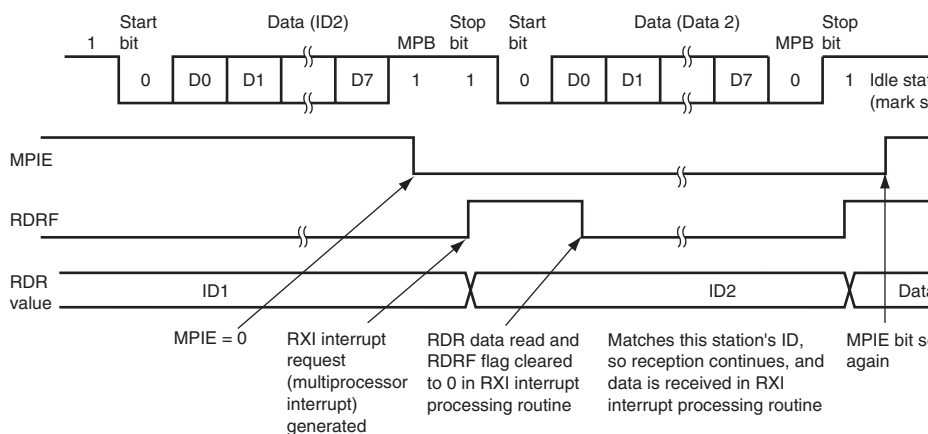 Start bit
Data (ID2)
Stop bit
Start bit
Data (Data 2)
Stop bit
1
MPB
MPB
0
D0
D1
D7
1
1
0
D0
D1
D7
0
1
Idle stat
(mark s
MPIE
RDRF
RDR value
ID1
ID2
Data
MPIE = 0
RXI interrupt
request
(multiprocessor
interrupt)
generated
RDR data read and
RDRF flag cleared
to 0 in RXI interrupt
processing routine
Matches this station's ID,
so reception continues, and
data is received in RXI
interrupt processing routine
MPIE bit s
again